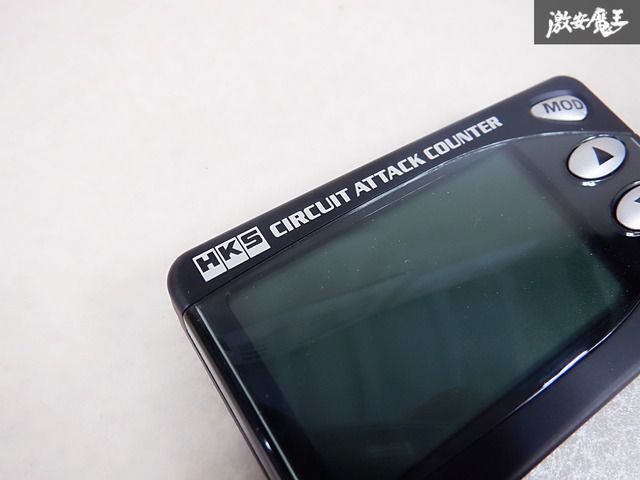 激安魔王
MOD
HKS CIRCUIT ATTACK COUNTER